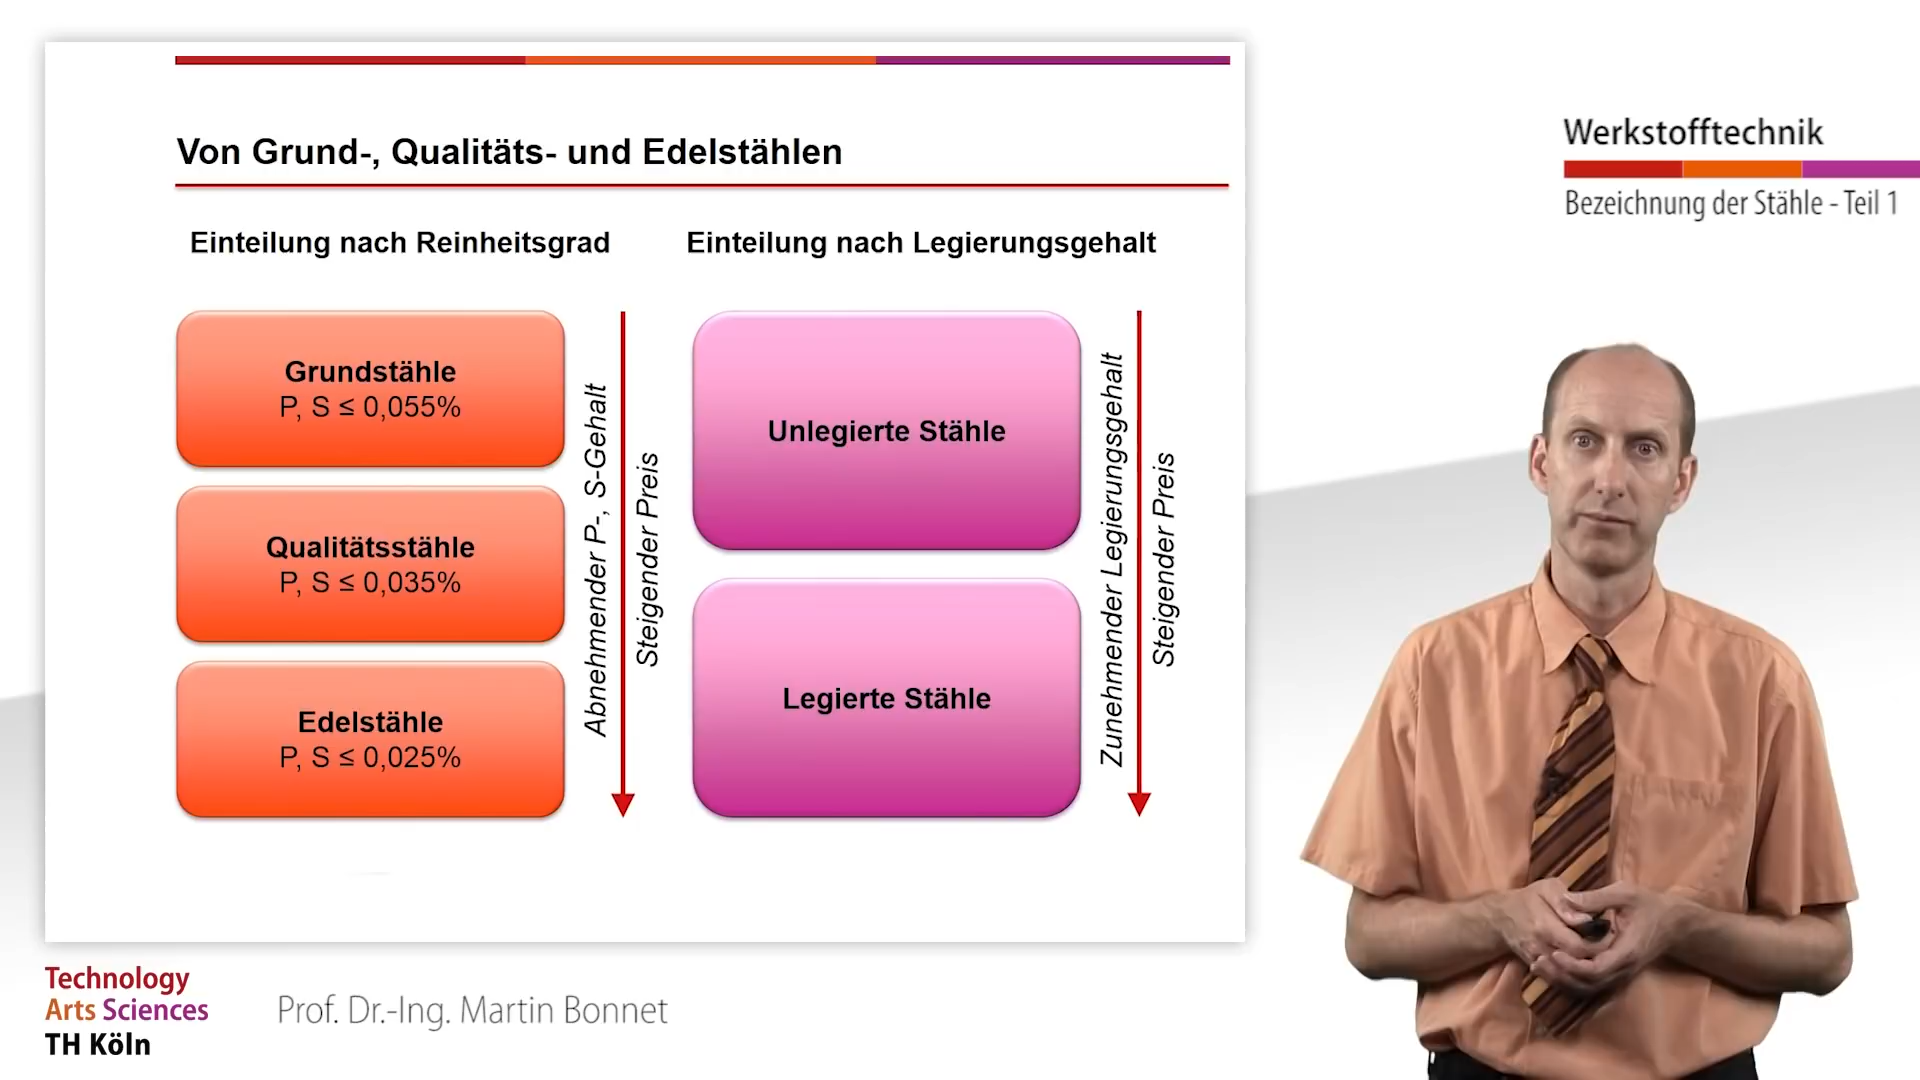 Von Grund-, Qualitäts- und Edelstählen
Einteilung nach Reinheitsgrad
Grundstähle
P, S ≤ 0,055%
Qualitätsstähle
P, S ≤ 0,035%
Edelstähle
P, S ≤ 0,025%
Abnehmender P-, S-Gehalt
Steigender Preis
Einteilung nach Legierungsgehalt
Unlegierte Stähle
Legierte Stähle
Zunehmender Legierungsgehalt
Steigender Preis
Werkstofftechnik
Bezeichnung der Stähle - Teil 1
Technology
Arts Sciences
TH Köln
Prof. Dr.-Ing. Martin Bonnet